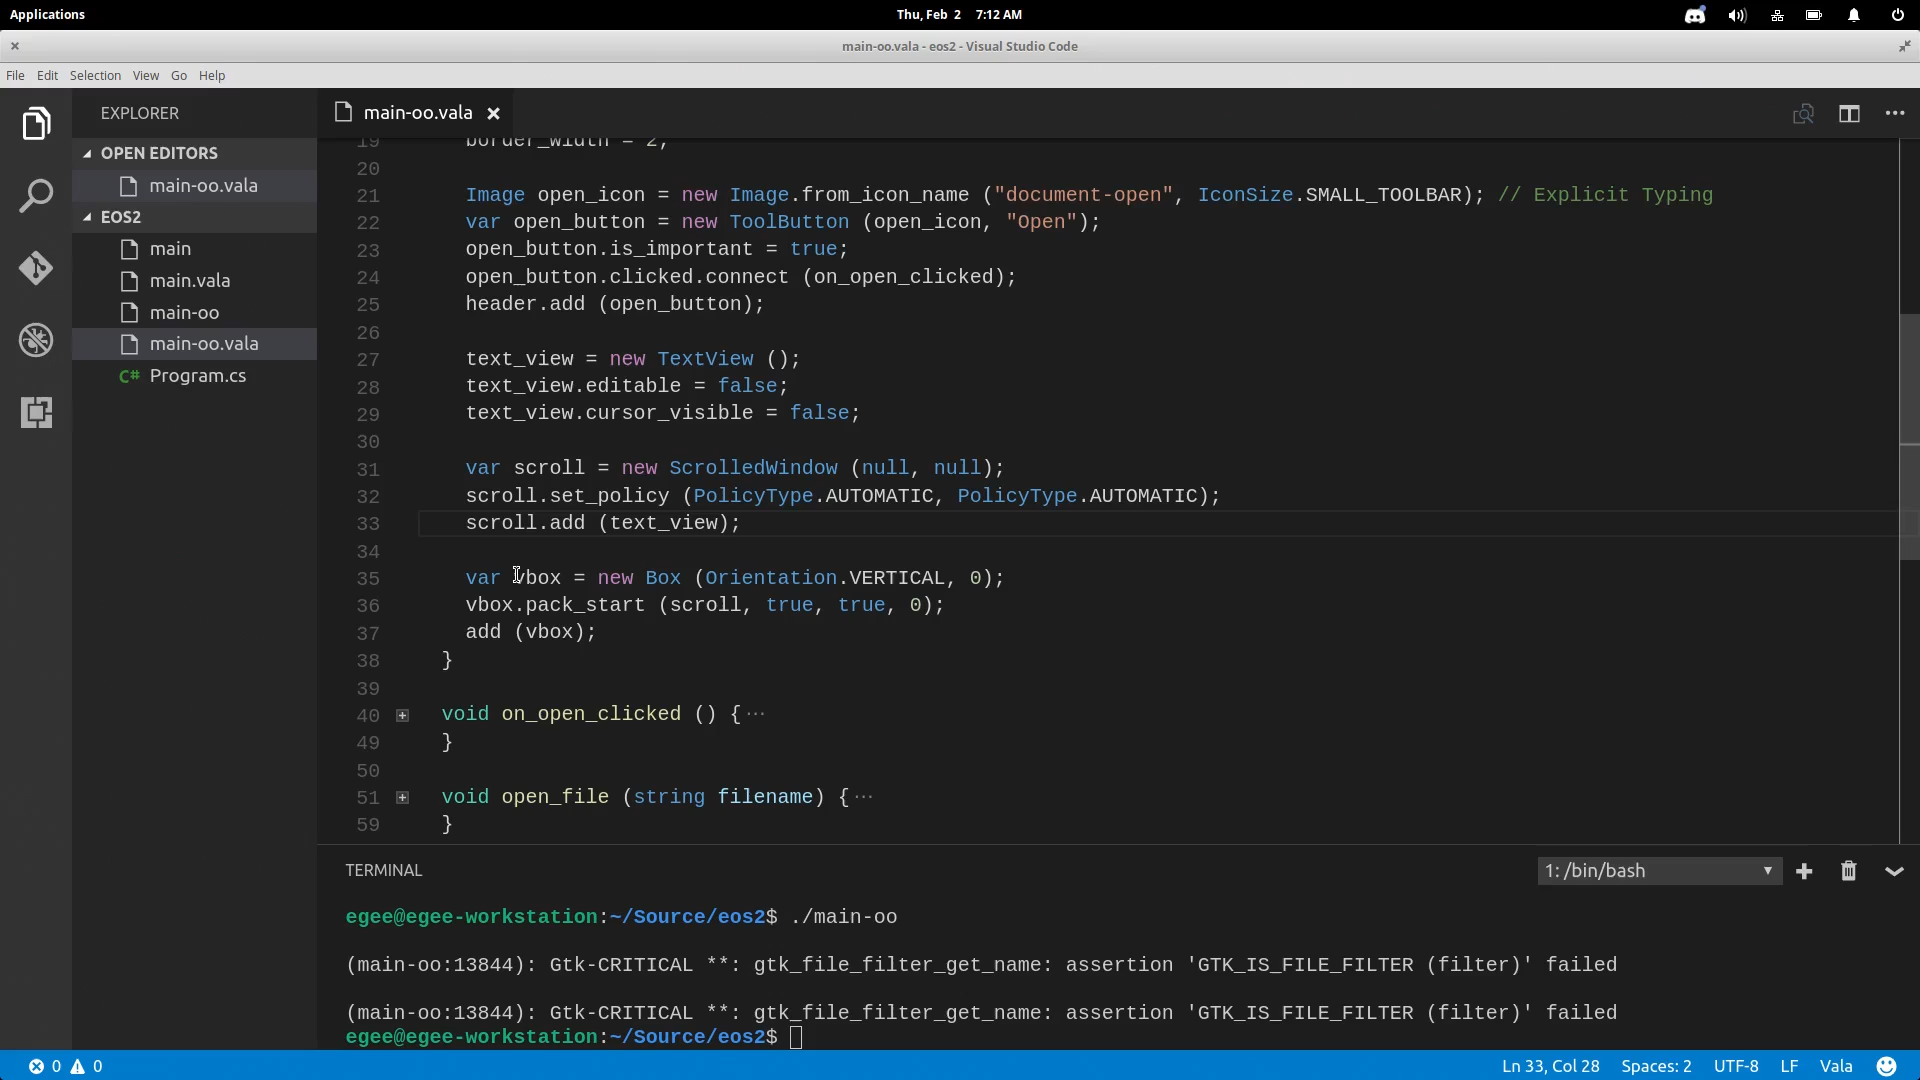 Applications
Thu, Feb 2 7:12 AM
main-oo.vala - eos2 - Visual Studio Code
File Edit Selection View Go Help
EXPLORER
OPEN EDITORS
main-oo.vala
EOS2
main
main.vala
main-oo
main-oo.vala
C# Program.cs
main-oo.vala
19 border_width = 2;
20
21 Image open_icon = new Image.from_icon_name ("document-open", IconSize.SMALL_TOOLBAR); // Explicit Typing
22 var open_button = new ToolButton (open_icon, "Open");
23 open_button.is_important = true;
24 open_button.clicked.connect (on_open_clicked);
25 header.add (open_button);
26
27 text_view = new TextView ();
28 text_view.editable = false;
29 text_view.cursor_visible = false;
30
31 var scroll = new ScrolledWindow (null, null);
32 scroll.set_policy (PolicyType.AUTOMATIC, PolicyType.AUTOMATIC);
33 scroll.add (text_view);
34
35 var vbox = new Box (Orientation.VERTICAL, 0);
36 vbox.pack_start (scroll, true, true, 0);
37 add (vbox);
38 }
39
40 void on_open_clicked () {···
49 }
50
51 void open_file (string filename) {···
59 }
TERMINAL
1: /bin/bash
egee@egee-workstation:~/Source/eos2$ ./main-oo
(main-oo:13844): Gtk-CRITICAL **: gtk_file_filter_get_name: assertion 'GTK_IS_FILE_FILTER (filter)' failed
(main-oo:13844): Gtk-CRITICAL **: gtk_file_filter_get_name: assertion 'GTK_IS_FILE_FILTER (filter)' failed
egee@egee-workstation:~/Source/eos2$
0 0
Ln 33, Col 28 Spaces: 2 UTF-8 LF Vala